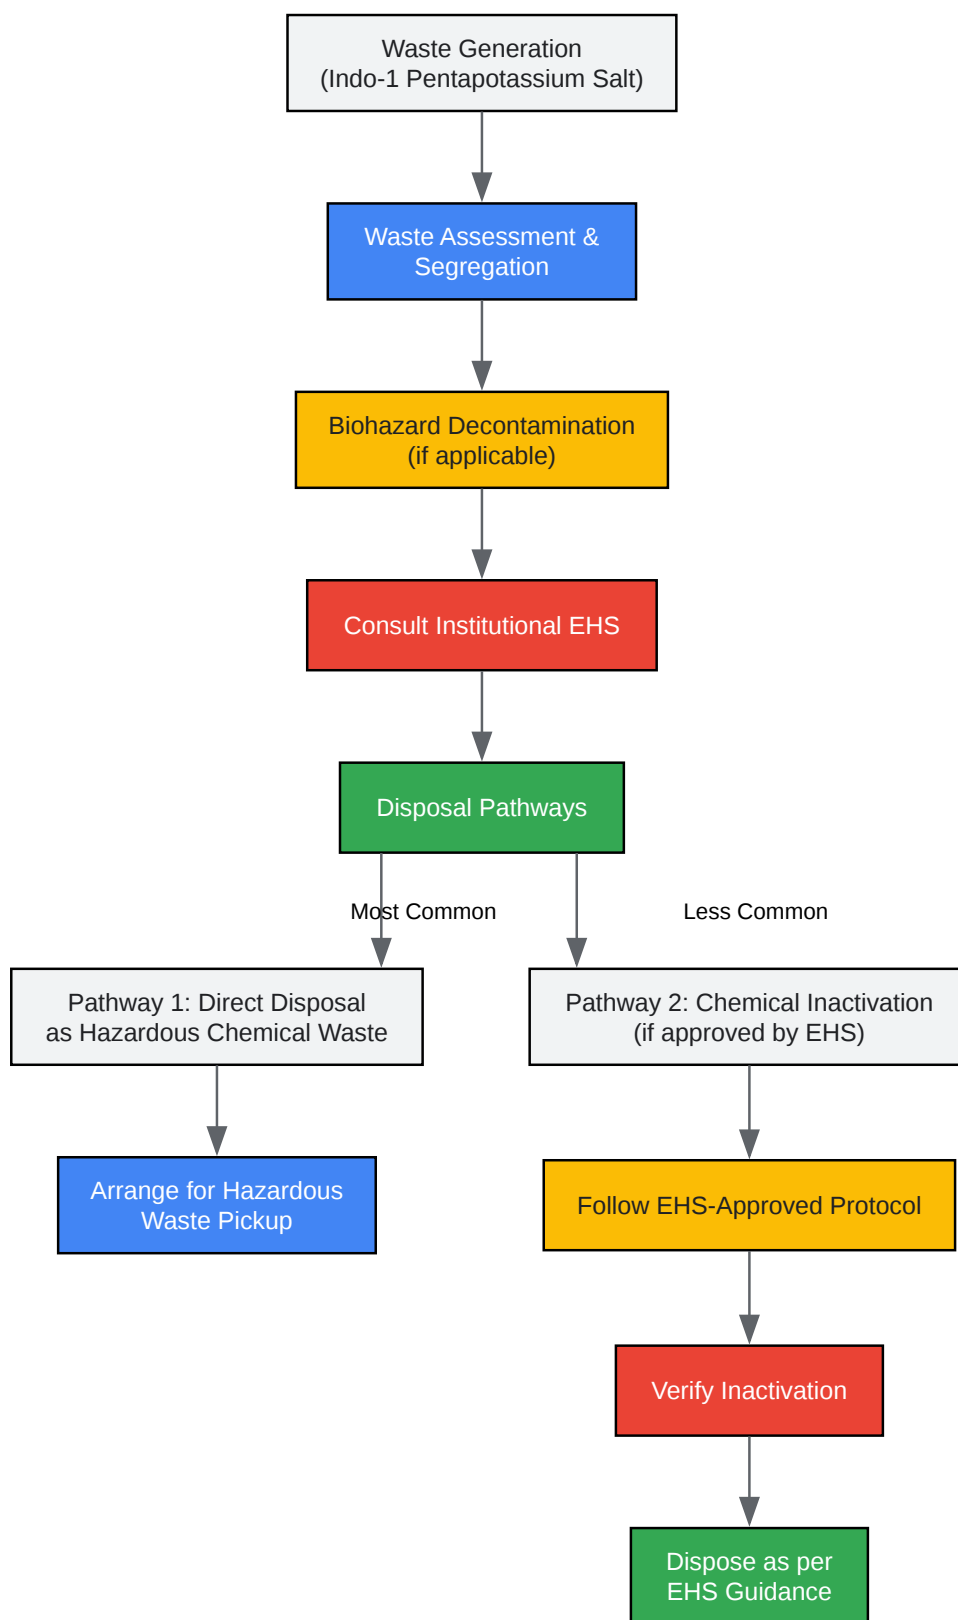 Waste Generation
(Indo-1 Pentapotassium Salt)
Waste Assessment &
Segregation
Biohazard Decontamination
(if applicable)
Consult Institutional EHS
Disposal Pathways
Most Common
Less Common
Pathway 1: Direct Disposal
as Hazardous Chemical Waste
Pathway 2: Chemical Inactivation
(if approved by EHS)
Arrange for Hazardous
Waste Pickup
Follow EHS-Approved Protocol
Verify Inactivation
Dispose as per
EHS Guidance